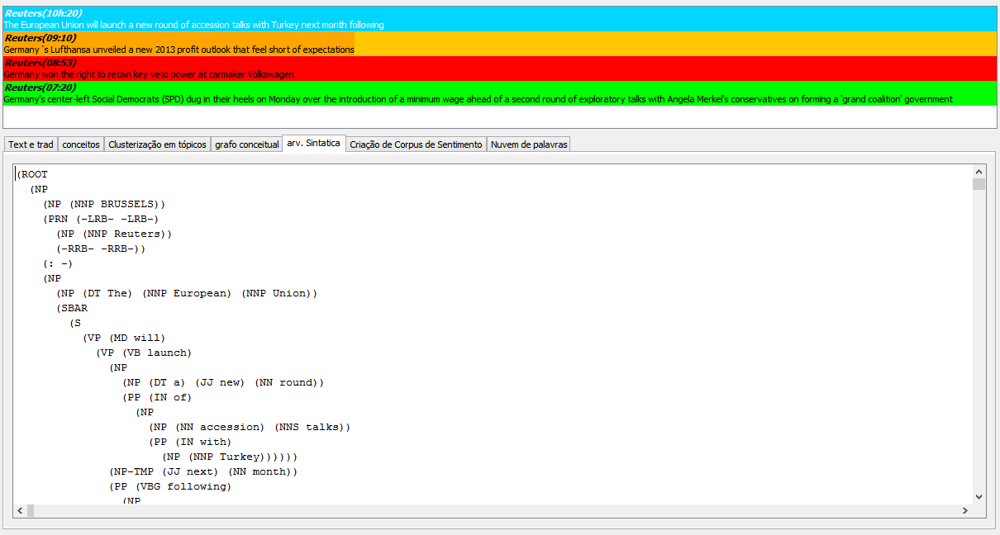 Reuters(10h:20)
The European Union will launch a new round of accession talks with Turkey next month following
Reuters(09:10)
Germany´s Lufthansa unveiled a new 2013 profit outlook that feel short of expectations
Reuters(08:53)
Germany won the right to retain key veto power at carmaker Volkswagen
Reuters(07:20)
Germany's center-left Social Democrats (SPD) dug in their heels on Monday over the introduction of a minimum wage ahead of a second round of exploratory talks with Angela Merkel's conservatives on forming a 'grand coalition' government
Text e trad conceitos Clusterização em tópicos grafo conceitual arv. Sintatica Criação de Corpus de Sentimento Nuvem de palavras
(ROOT
(NP
(NP (NNP BRUSSELS))
(PRN (-LRB- -LRB-)
(NP (NNP Reuters))
(-RRB- -RRB-))
(: -)
(NP
(NP (DT The) (NNP European) (NNP Union))
(SBAR
(S
(VP (MD will)
(VP (VB launch)
(NP
(NP (DT a) (JJ new) (NN round))
(PP (IN of)
(NP
(NP (NN accession) (NNS talks))
(PP (IN with)
(NP (NNP Turkey))))))
(NP-TMP (JJ next) (NN month))
(PP (VBG following)
(NP